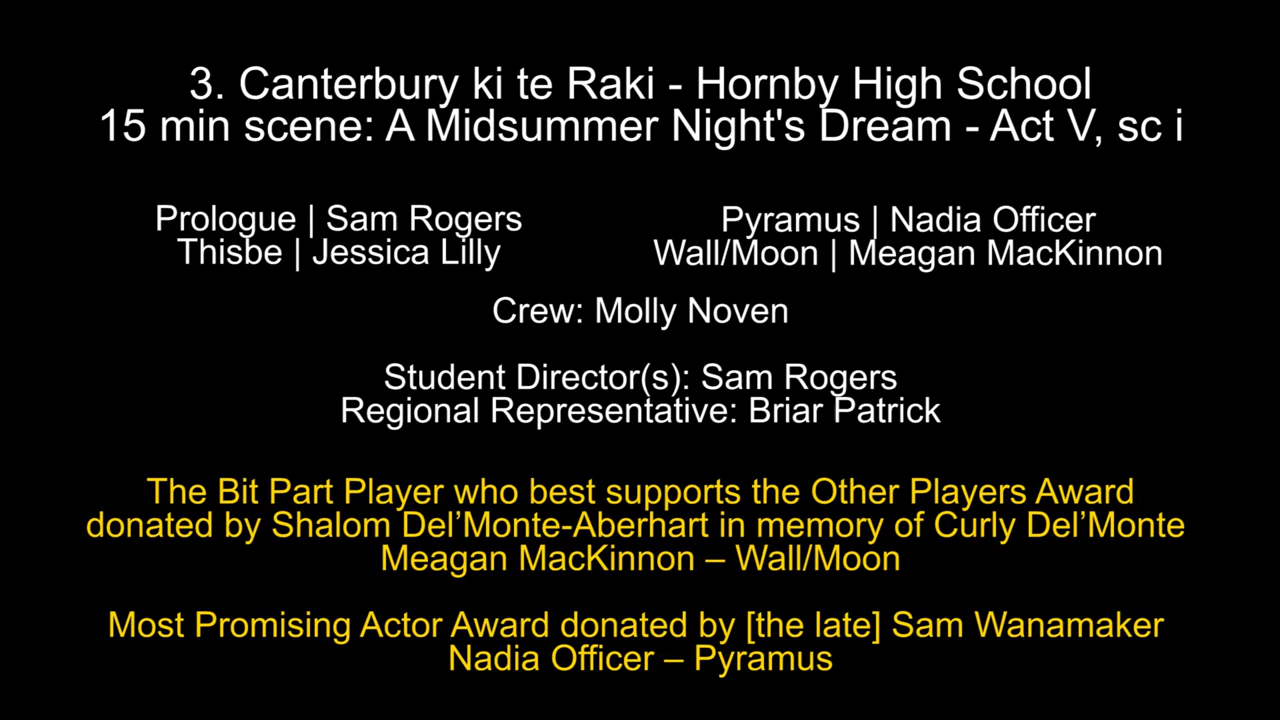 3. Canterbury ki te Raki - Hornby High School
15 min scene: A Midsummer Night's Dream - Act V, sc i
Prologue | Sam Rogers
Thisbe | Jessica Lilly
Pyramus | Nadia Officer
Wall/Moon | Meagan MacKinnon
Crew: Molly Noven
Student Director(s): Sam Rogers
Regional Representative: Briar Patrick
The Bit Part Player who best supports the Other Players Award
donated by Shalom Del’Monte-Aberhart in memory of Curly Del’Monte
Meagan MacKinnon – Wall/Moon
Most Promising Actor Award donated by [the late] Sam Wanamaker
Nadia Officer – Pyramus